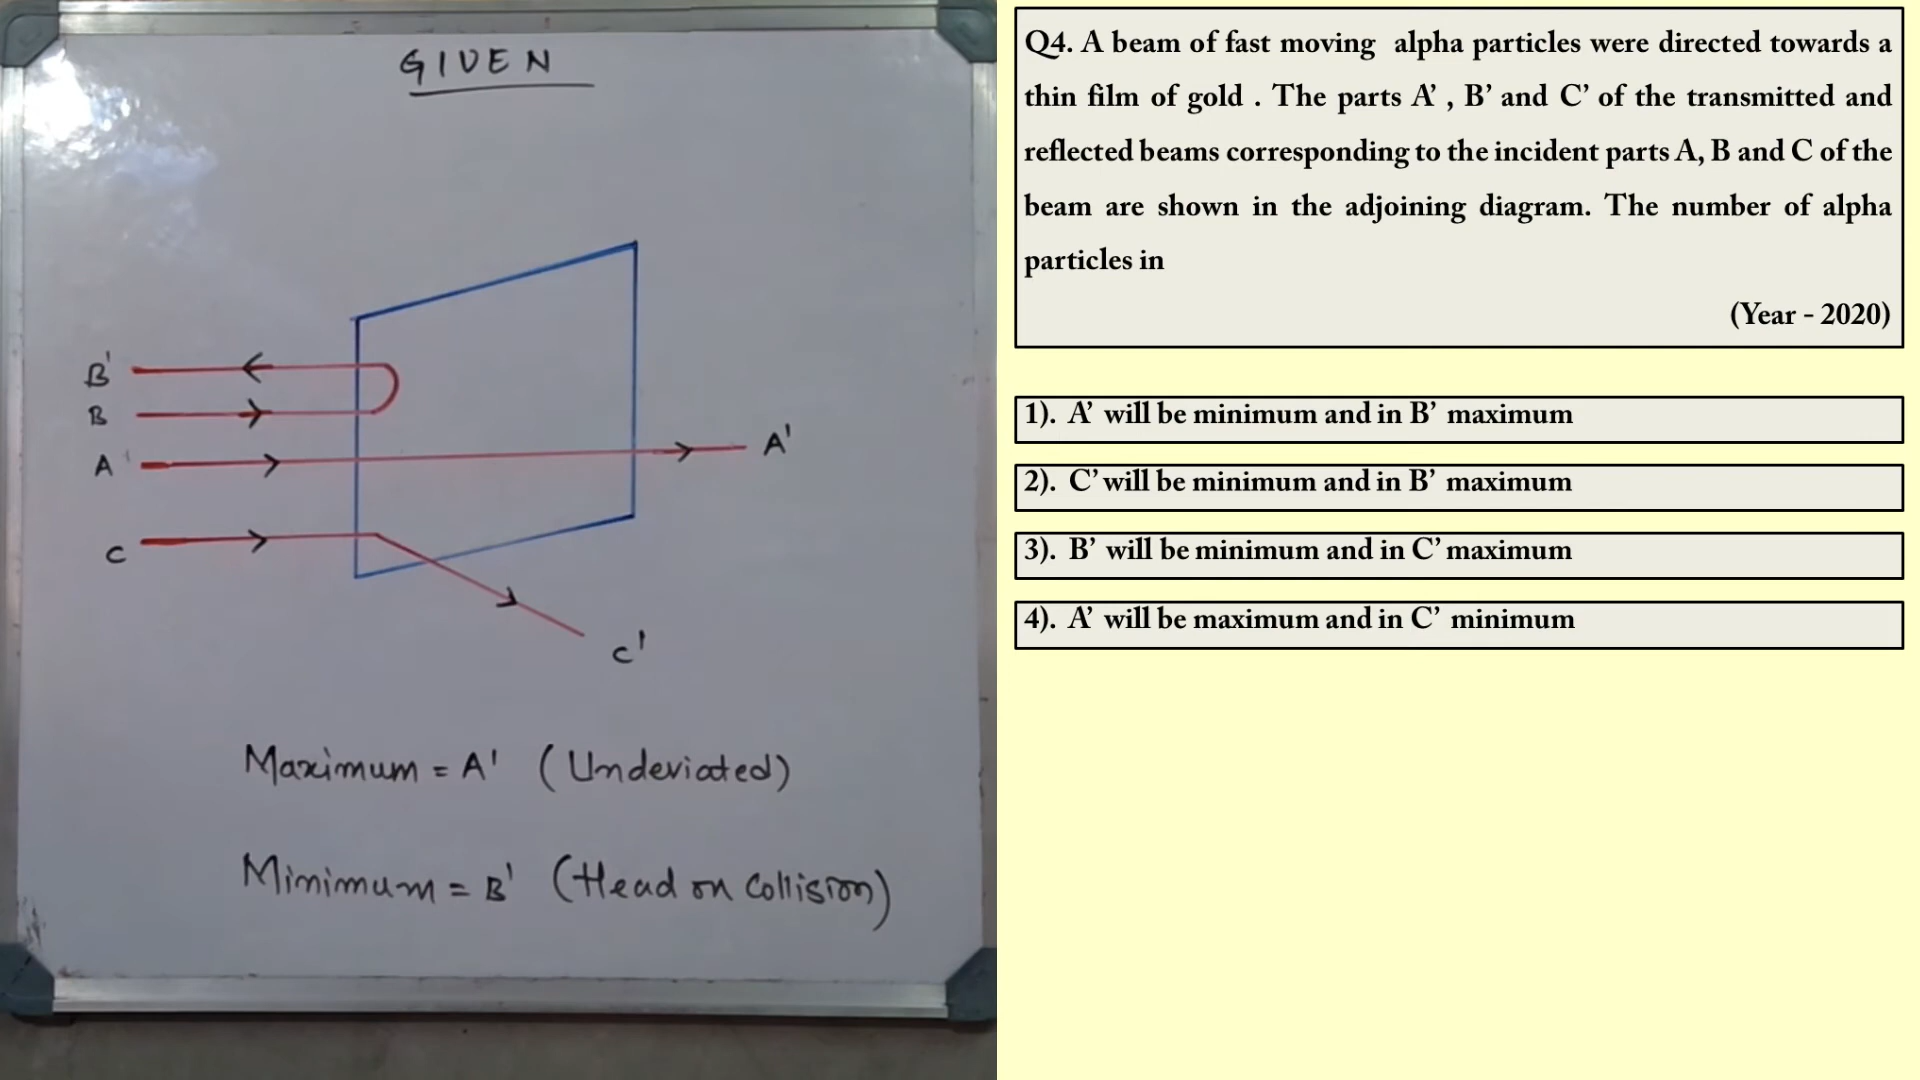 GIVEN
B'
B
A
A'
C
C'
Maximum = A' (Undeviated)
Minimum = B' (Head on Collision)
Q4. A beam of fast moving alpha particles were directed towards a
thin film of gold . The parts A’ , B’ and C’ of the transmitted and
reflected beams corresponding to the incident parts A, B and C of the
beam are shown in the adjoining diagram. The number of alpha
particles in
(Year - 2020)
1). A’ will be minimum and in B’ maximum
2). C’ will be minimum and in B’ maximum
3). B’ will be minimum and in C’ maximum
4). A’ will be maximum and in C’ minimum